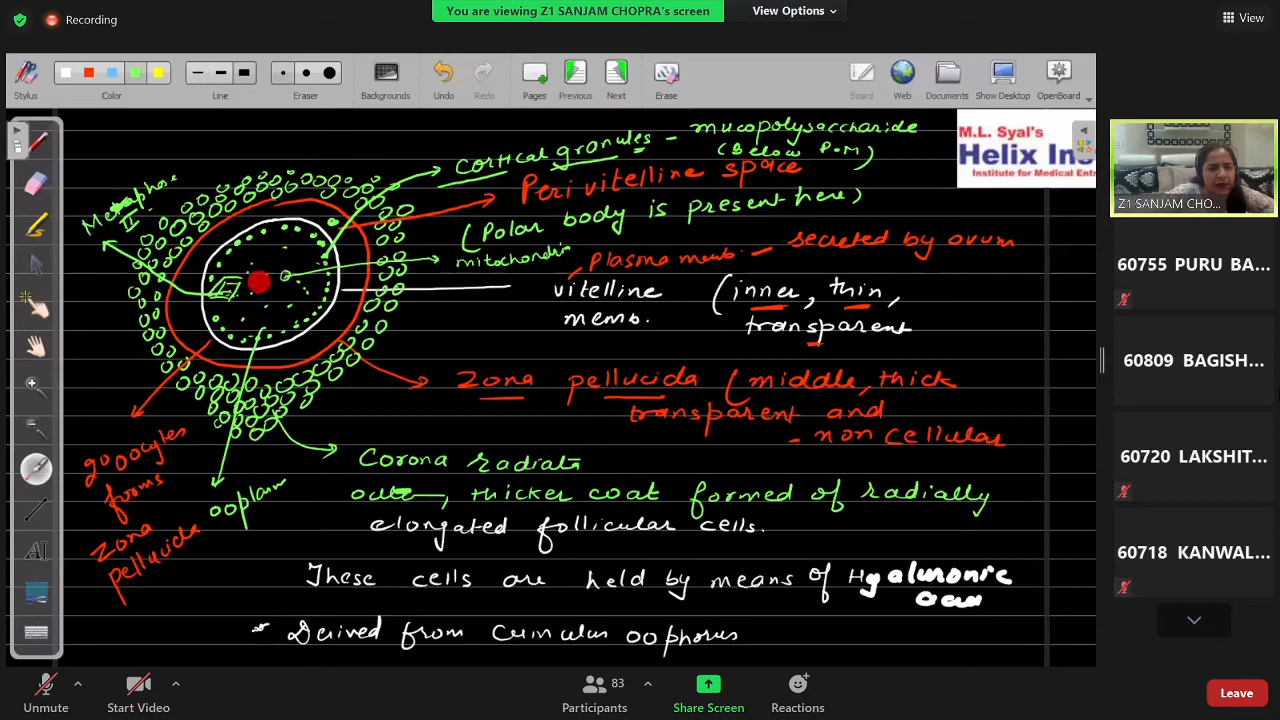 Recording
You are viewing Z1 SANJAM CHOPRA's screen
View Options
View
Stylus
Color
Line
Eraser
Backgrounds
Undo
Redo
Pages
Previous
Next
Erase
Board
Web
Documents
Show Desktop
OpenBoard
M.L. Syal's
Helix Ins
Institute for Medical Entr
Cortical granules - mucopolysaccharide
(Below P.M)
Perivitelline space
(Polar body is present here)
Metaphase
II
mitochondria
Plasma memb. - secreted by ovum
vitelline (inner, thin,
memb. transparent
Zona pellucida (middle, thick
transparent and
- non cellular
Corona radiata
outer, thicker coat formed of radially
elongated follicular cells.
ooplasm
forms
zona
pellucida
These cells are held by means of Hyaluronic
Derived from Cumulus oophorus
Z1 SANJAM CHO...
60755 PURU BA...
60809 BAGISH...
60720 LAKSHIT...
60718 KANWAL...
Unmute
Start Video
83
Participants
Share Screen
Reactions
Leave